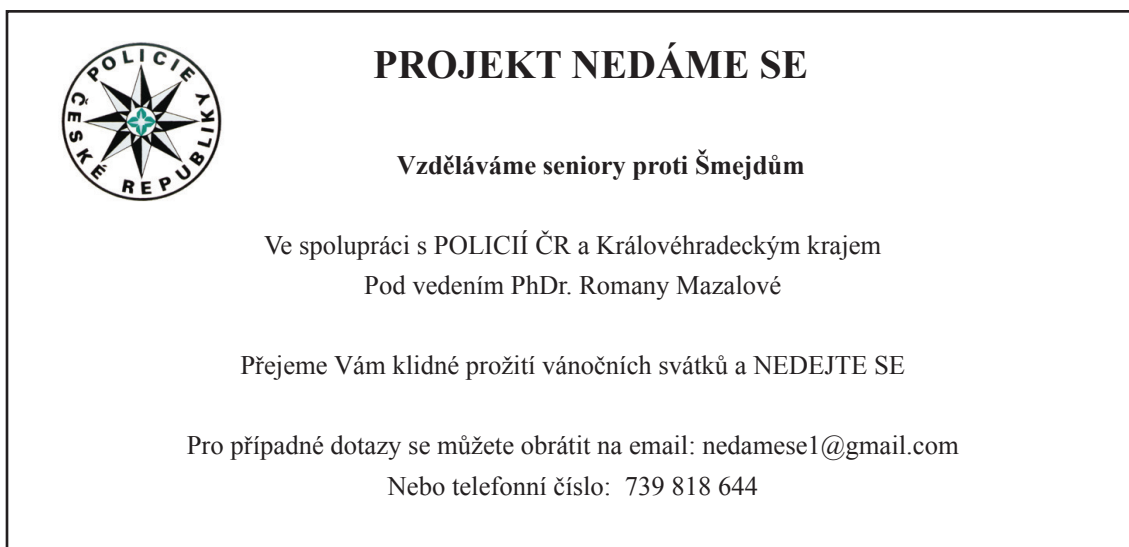 POLICIE ČESKÉ REPUBLIKY
PROJEKT NEDÁME SE
Vzděláváme seniory proti Šmejdům
Ve spolupráci s POLICIÍ ČR a Královéhradeckým krajem
Pod vedením PhDr. Romany Mazalové
Přejeme Vám klidné prožití vánočních svátků a NEDEJTE SE
Pro případné dotazy se můžete obrátit na email: nedamese1@gmail.com
Nebo telefonní číslo:  739 818 644